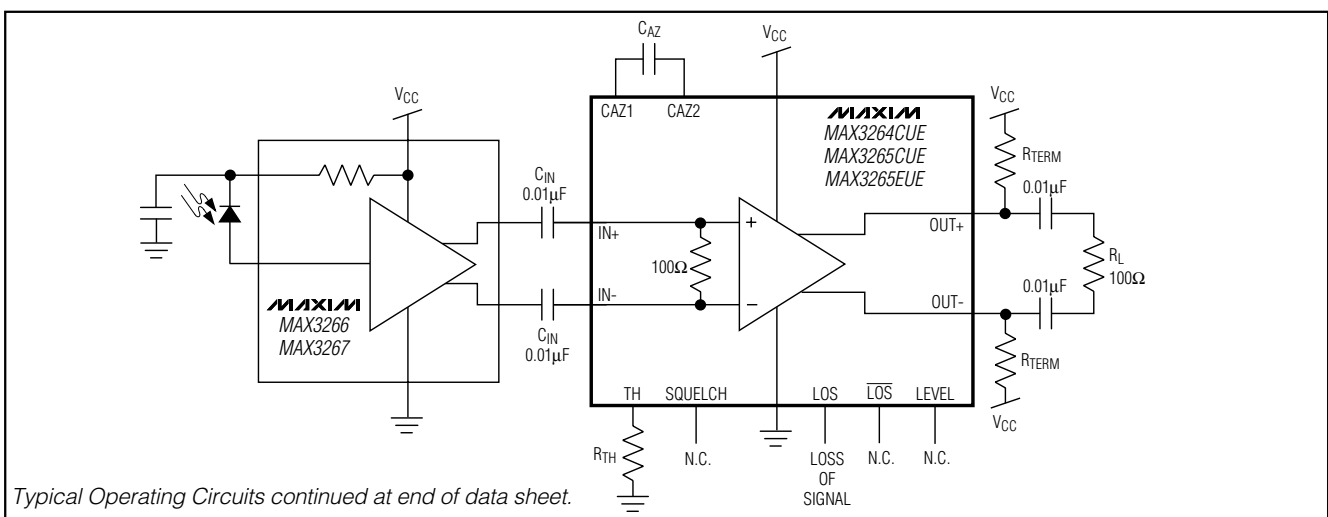 CAZ
VCC
VCC
CAZ1
CAZ2
MAXIM
MAX3264CUE
MAX3265CUE
MAX3265EUE
VCC
RTERM
CIN
0.01µF
0.01µF
IN+
+
OUT+
100Ω
RL
100Ω
IN-
−
OUT-
0.01µF
MAXIM
MAX3266
MAX3267
CIN
0.01µF
RTERM
VCC
TH
SQUELCH
LOS
LOS
LEVEL
RTH
N.C.
LOSS
OF
SIGNAL
N.C.
N.C.
Typical Operating Circuits continued at end of data sheet.